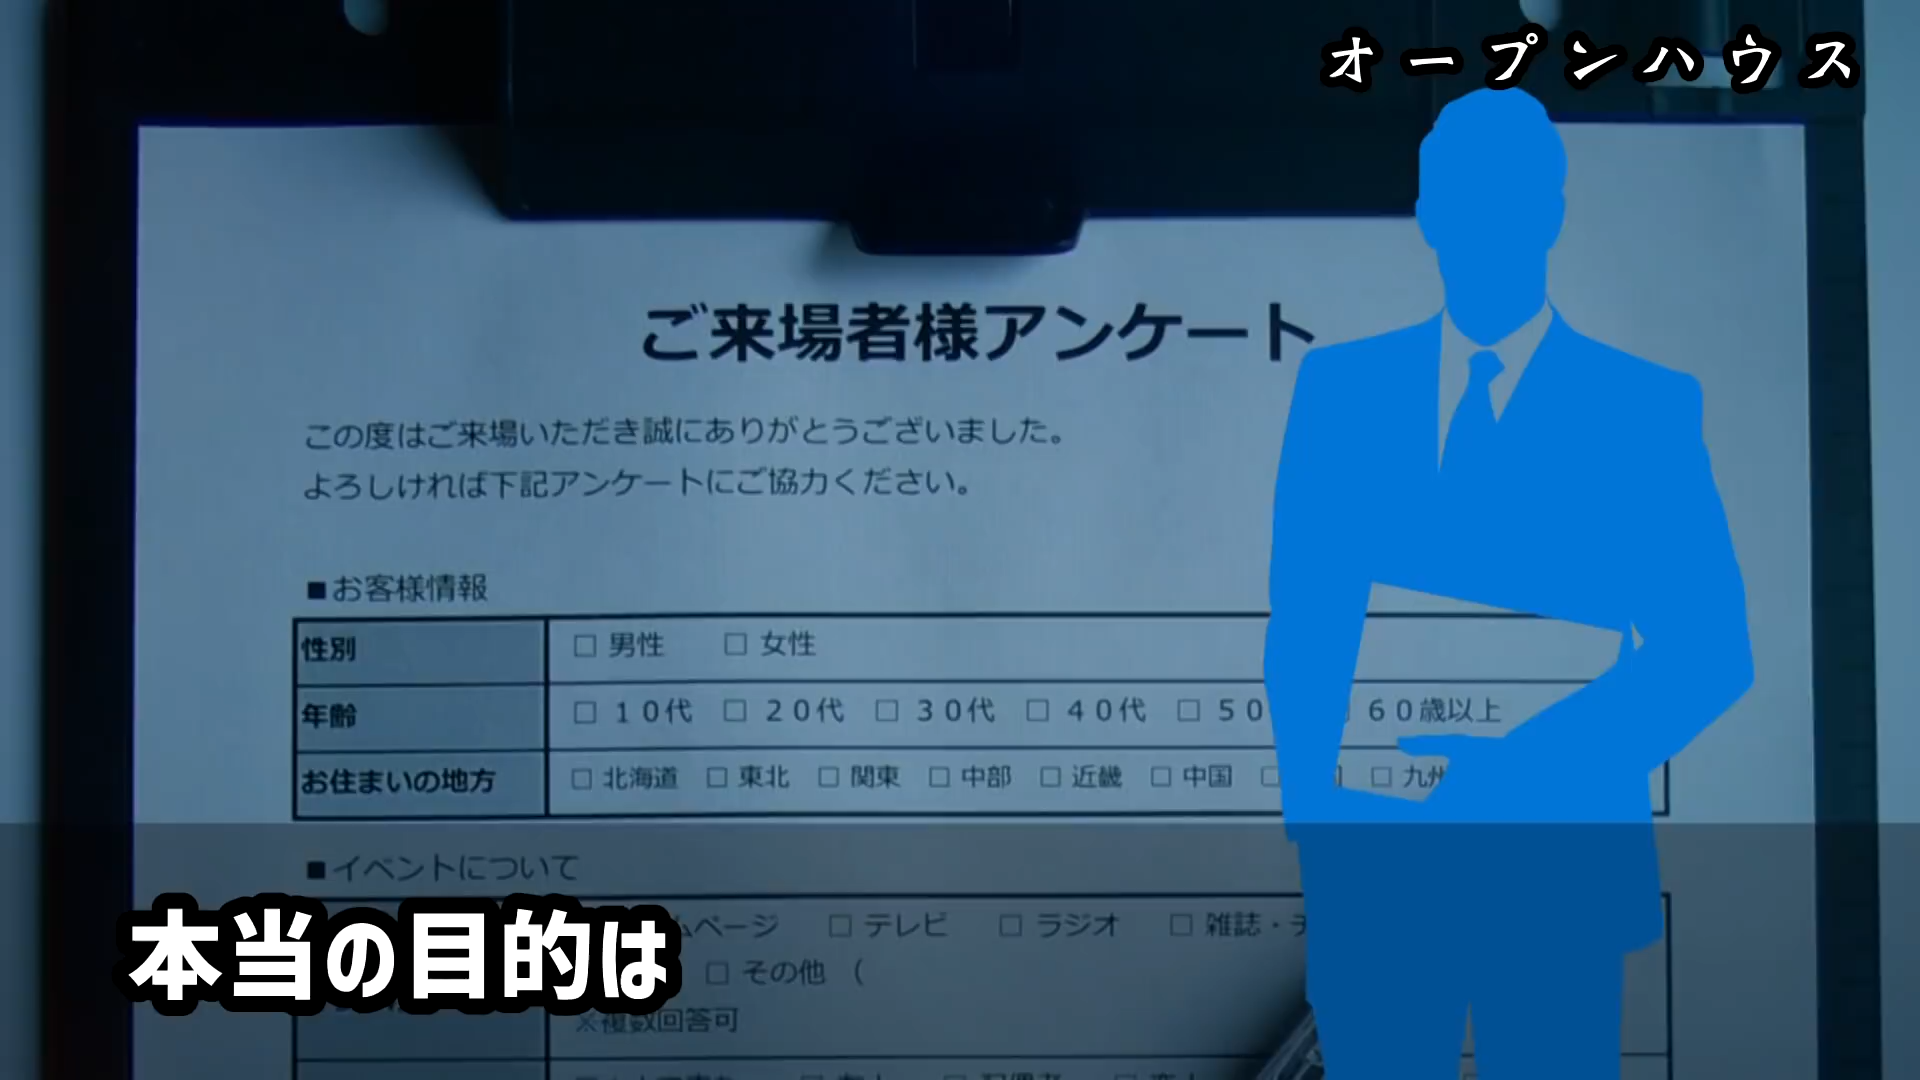 オープンハウス
ご来場者様アンケート
この度はご来場いただき誠にありがとうございました。
よろしければ下記アンケートにご協力ください。
■お客様情報
性別 □ 男性 □ 女性
年齢 □ 10代 □ 20代 □ 30代 □ 40代 □ 50 60歳以上
お住まいの地方 □ 北海道 □ 東北 □ 関東 □ 中部 □ 近畿 □ 中国 □ □ 九州
■イベントについて
ムページ □ テレビ □ ラジオ □ 雑誌・チ
□ その他 (
※複数回答可
本当の目的は